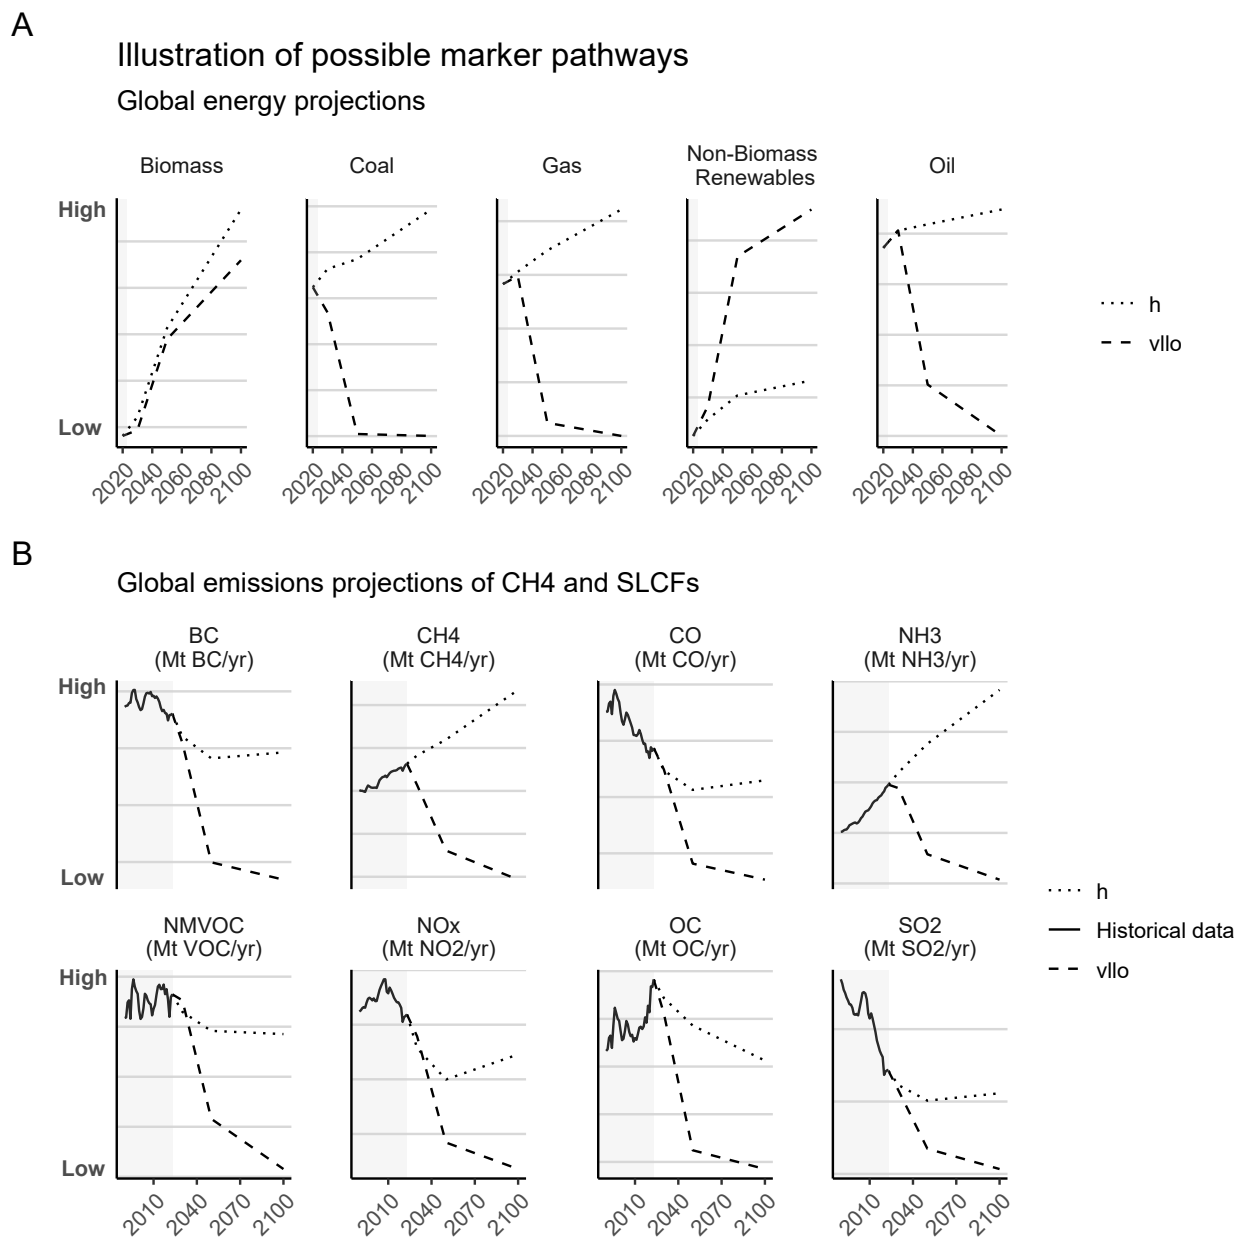 A
Illustration of possible marker pathways
Global energy projections
Biomass
Coal
Gas
Non-Biomass
Renewables
Oil
High
Low
2020 2040 2060 2080 2100
2020 2040 2060 2080 2100
2020 2040 2060 2080 2100
2020 2040 2060 2080 2100
2020 2040 2060 2080 2100
h
vllo
B
Global emissions projections of CH4 and SLCFs
BC
(Mt BC/yr)
CH4
(Mt CH4/yr)
CO
(Mt CO/yr)
NH3
(Mt NH3/yr)
High
Low
NMVOC
(Mt VOC/yr)
NOx
(Mt NO2/yr)
OC
(Mt OC/yr)
SO2
(Mt SO2/yr)
High
Low
2010 2040 2070 2100
2010 2040 2070 2100
2010 2040 2070 2100
2010 2040 2070 2100
h
Historical data
vllo